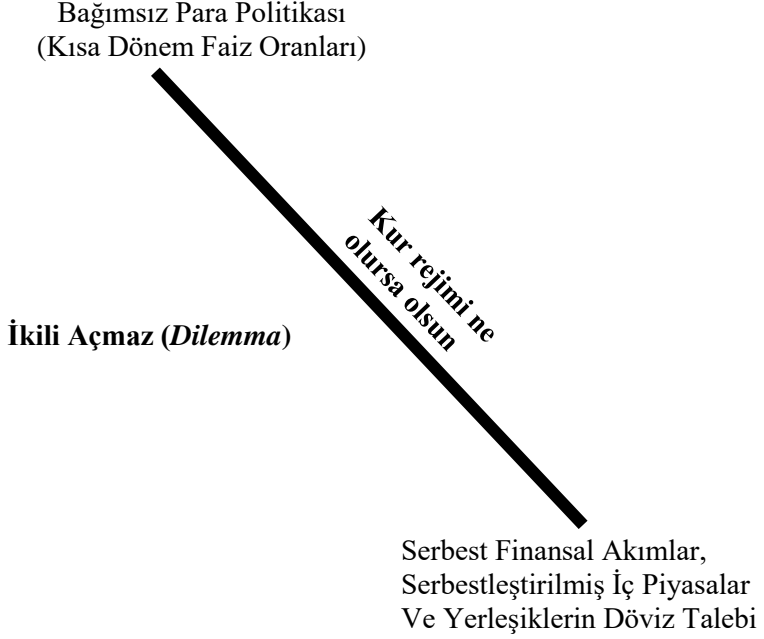 Bağımsız Para Politikası
(Kısa Dönem Faiz Oranları)
Kur rejimi ne
olursa olsun
İkili Açmaz (Dilemma)
Serbest Finansal Akımlar,
Serbestleştirilmiş İç Piyasalar
Ve Yerleşiklerin Döviz Talebi